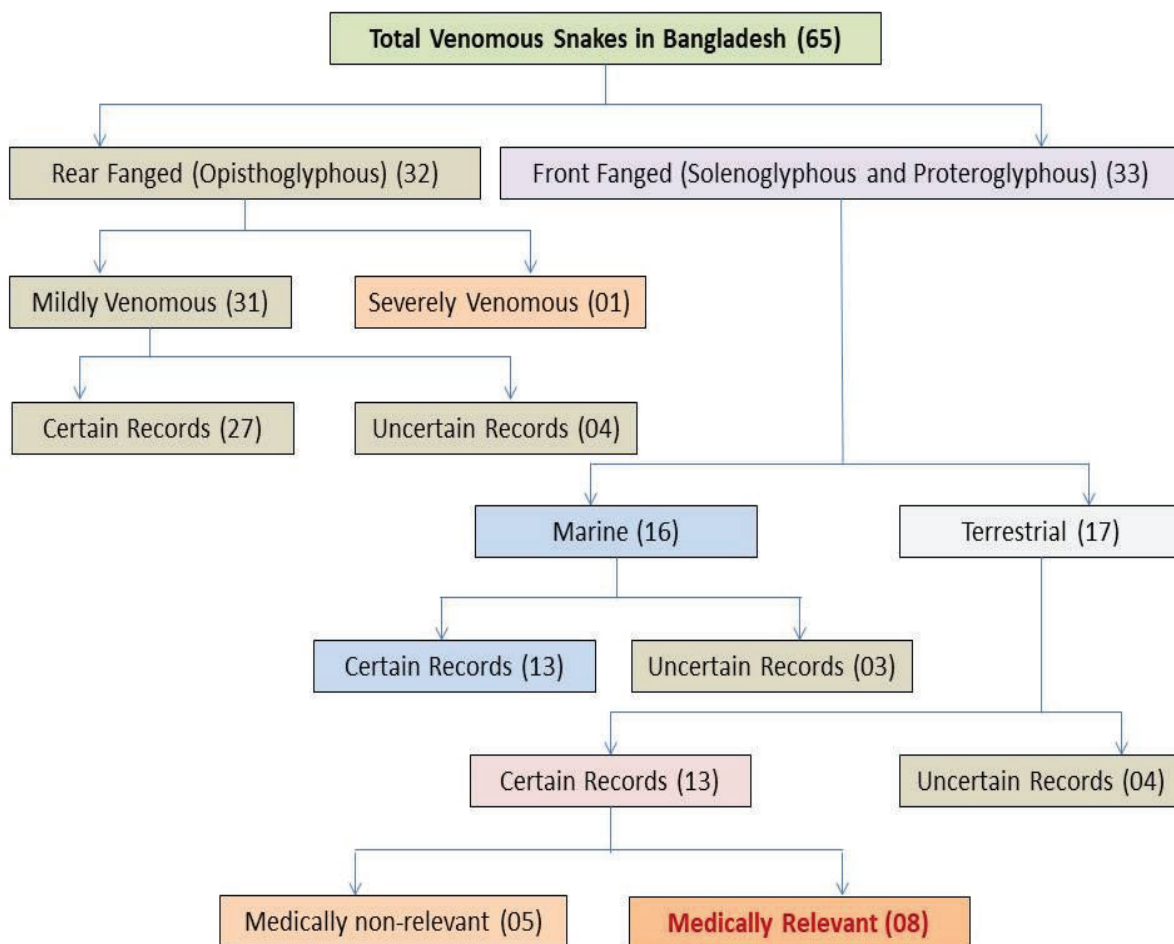 Total Venomous Snakes in Bangladesh (65)
Rear Fanged (Opisthoglyphous) (32)
Front Fanged (Solenoglyphous and Proteroglyphous) (33)
Mildly Venomous (31)
Severely Venomous (01)
Certain Records (27)
Uncertain Records (04)
Marine (16)
Terrestrial (17)
Certain Records (13)
Uncertain Records (03)
Certain Records (13)
Uncertain Records (04)
Medically non-relevant (05)
Medically Relevant (08)